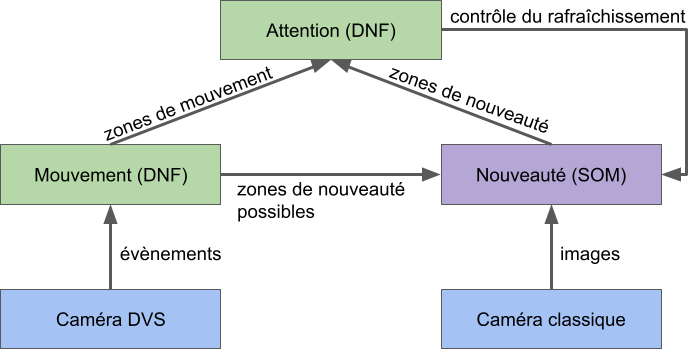 Attention (DNF)
contrôle du rafraîchissement
zones de mouvement
zones de nouveauté
Mouvement (DNF)
zones de nouveauté
possibles
Nouveauté (SOM)
évènements
images
Caméra DVS
Caméra classique